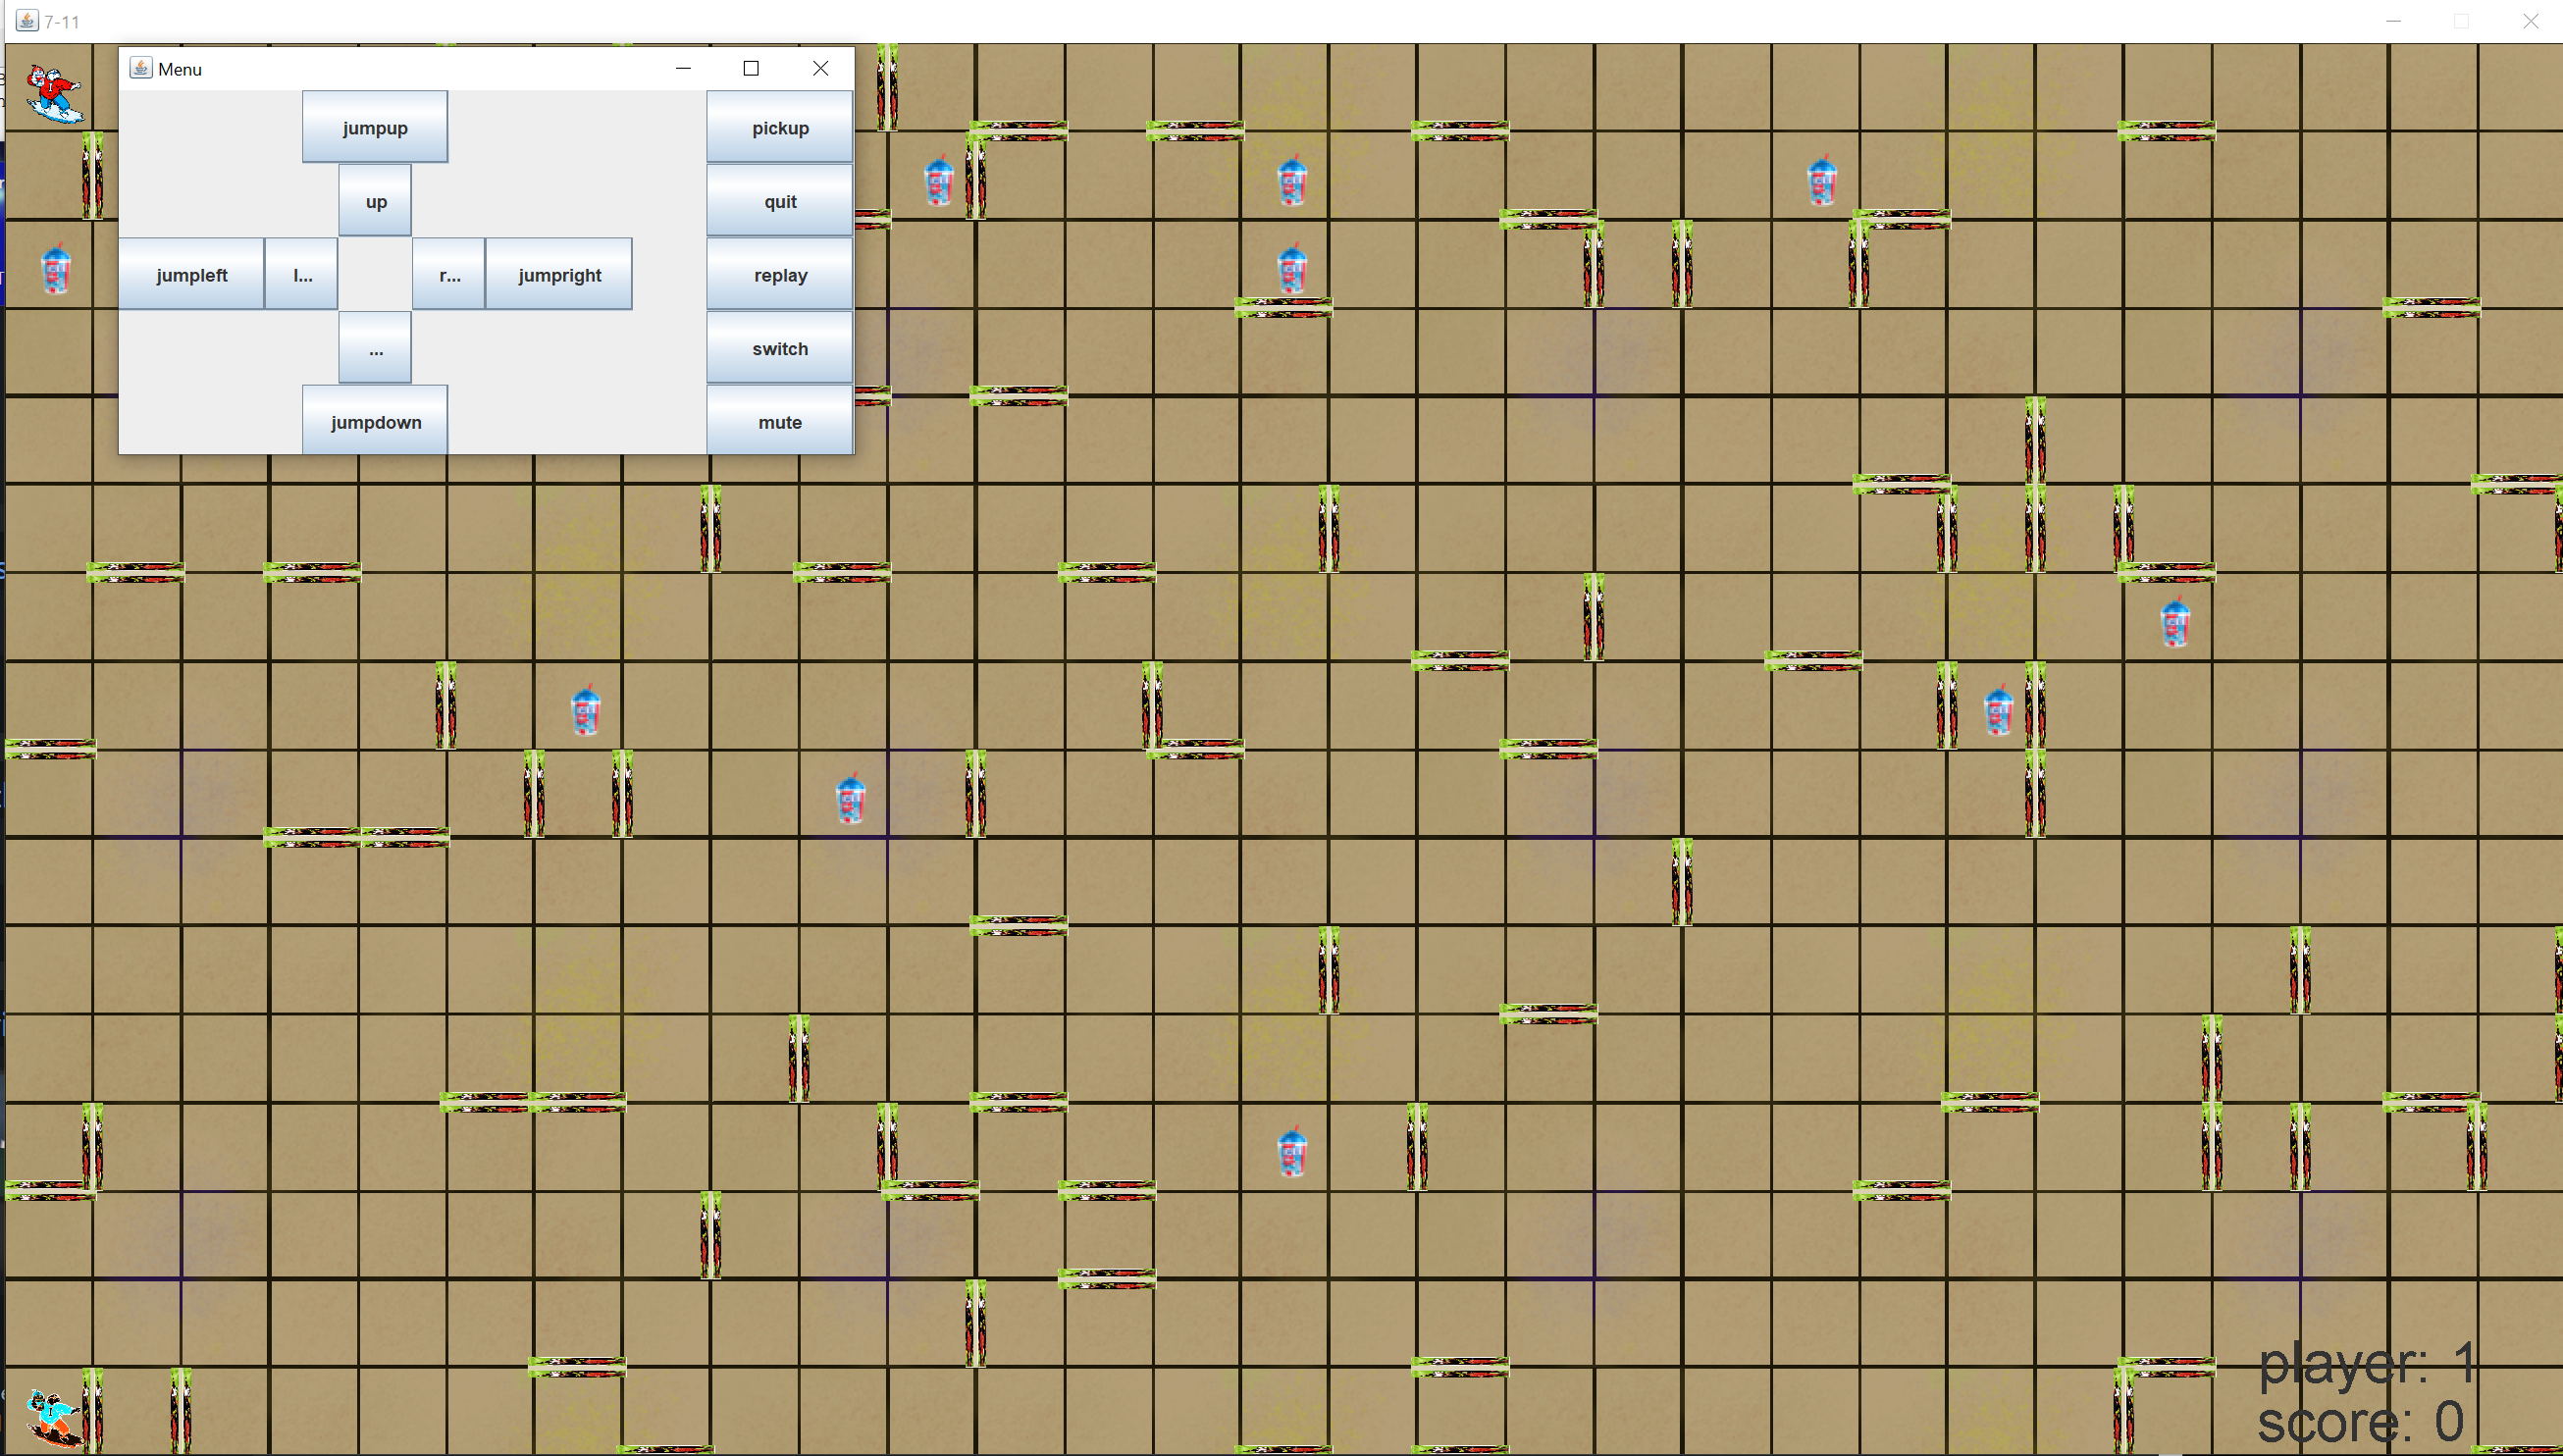 7-11
Menu
jumpup
pickup
up
quit
jumpleft
l...
r...
jumpright
replay
...
switch
jumpdown
mute
player: 1
score: 0